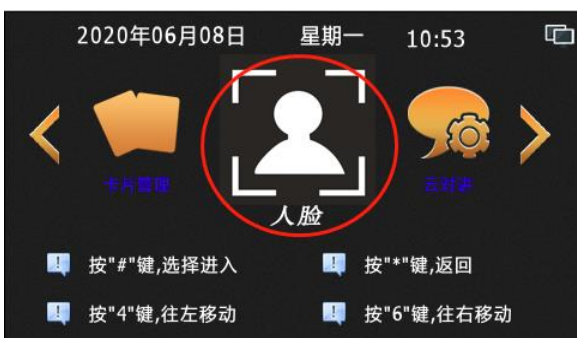 2020年06月08日 星期一 10:53
卡片管理 人脸 云对讲
按"#"键,选择进入 按"*"键,返回
按"4"键,往左移动 按"6"键,往右移动